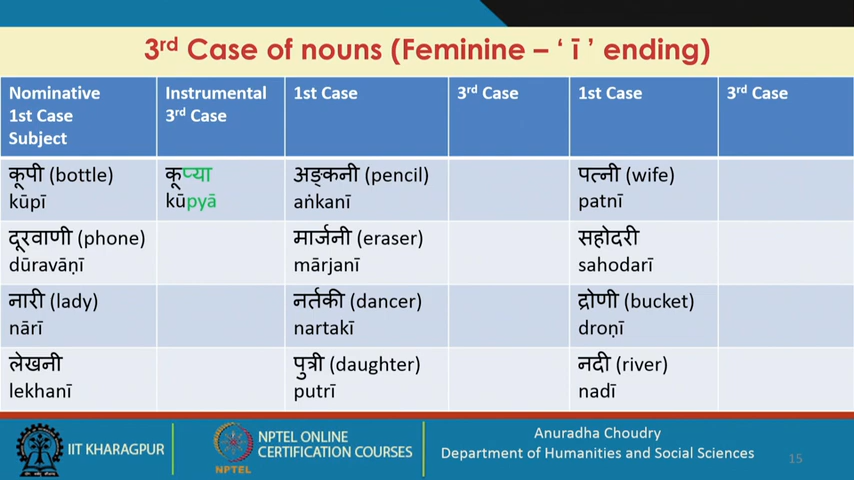 3rd Case of nouns (Feminine – ‘ ī ’ ending)
Nominative
1st Case
Subject
Instrumental
3rd Case
1st Case
3rd Case
1st Case
3rd Case
कूपी (bottle)
kūpī
कूप्या
kūpyā
अङ्कनी (pencil)
aṅkanī
पत्नी (wife)
patnī
दूरवाणी (phone)
dūravāṇī
मार्जनी (eraser)
mārjanī
सहोदरी
sahodarī
नारी (lady)
nārī
नर्तकी (dancer)
nartakī
द्रोणी (bucket)
droṇī
लेखनी
lekhanī
पुत्री (daughter)
putrī
नदी (river)
nadī
IIT KHARAGPUR
NPTEL
NPTEL ONLINE
CERTIFICATION COURSES
Anuradha Choudry
Department of Humanities and Social Sciences
15